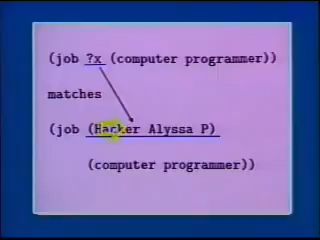 (job ?x (computer programmer))
matches
(job (Hacker Alyssa P)
(computer programmer))